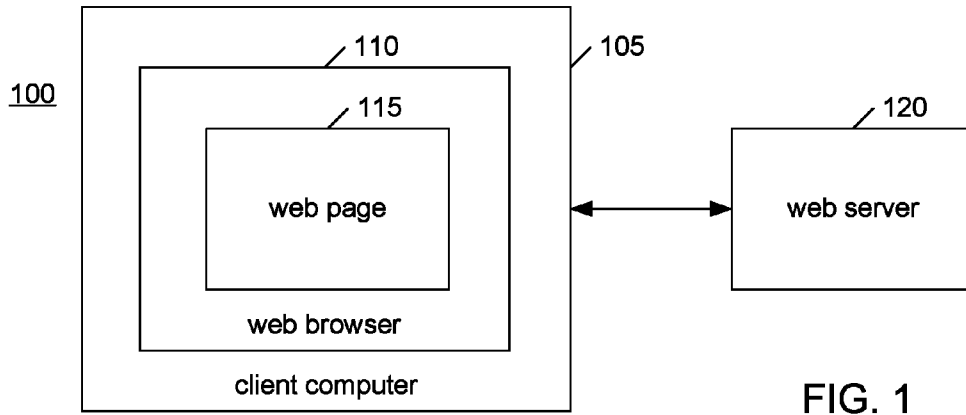 110
105
100
115
120
web page
web server
web browser
client computer
FIG. 1